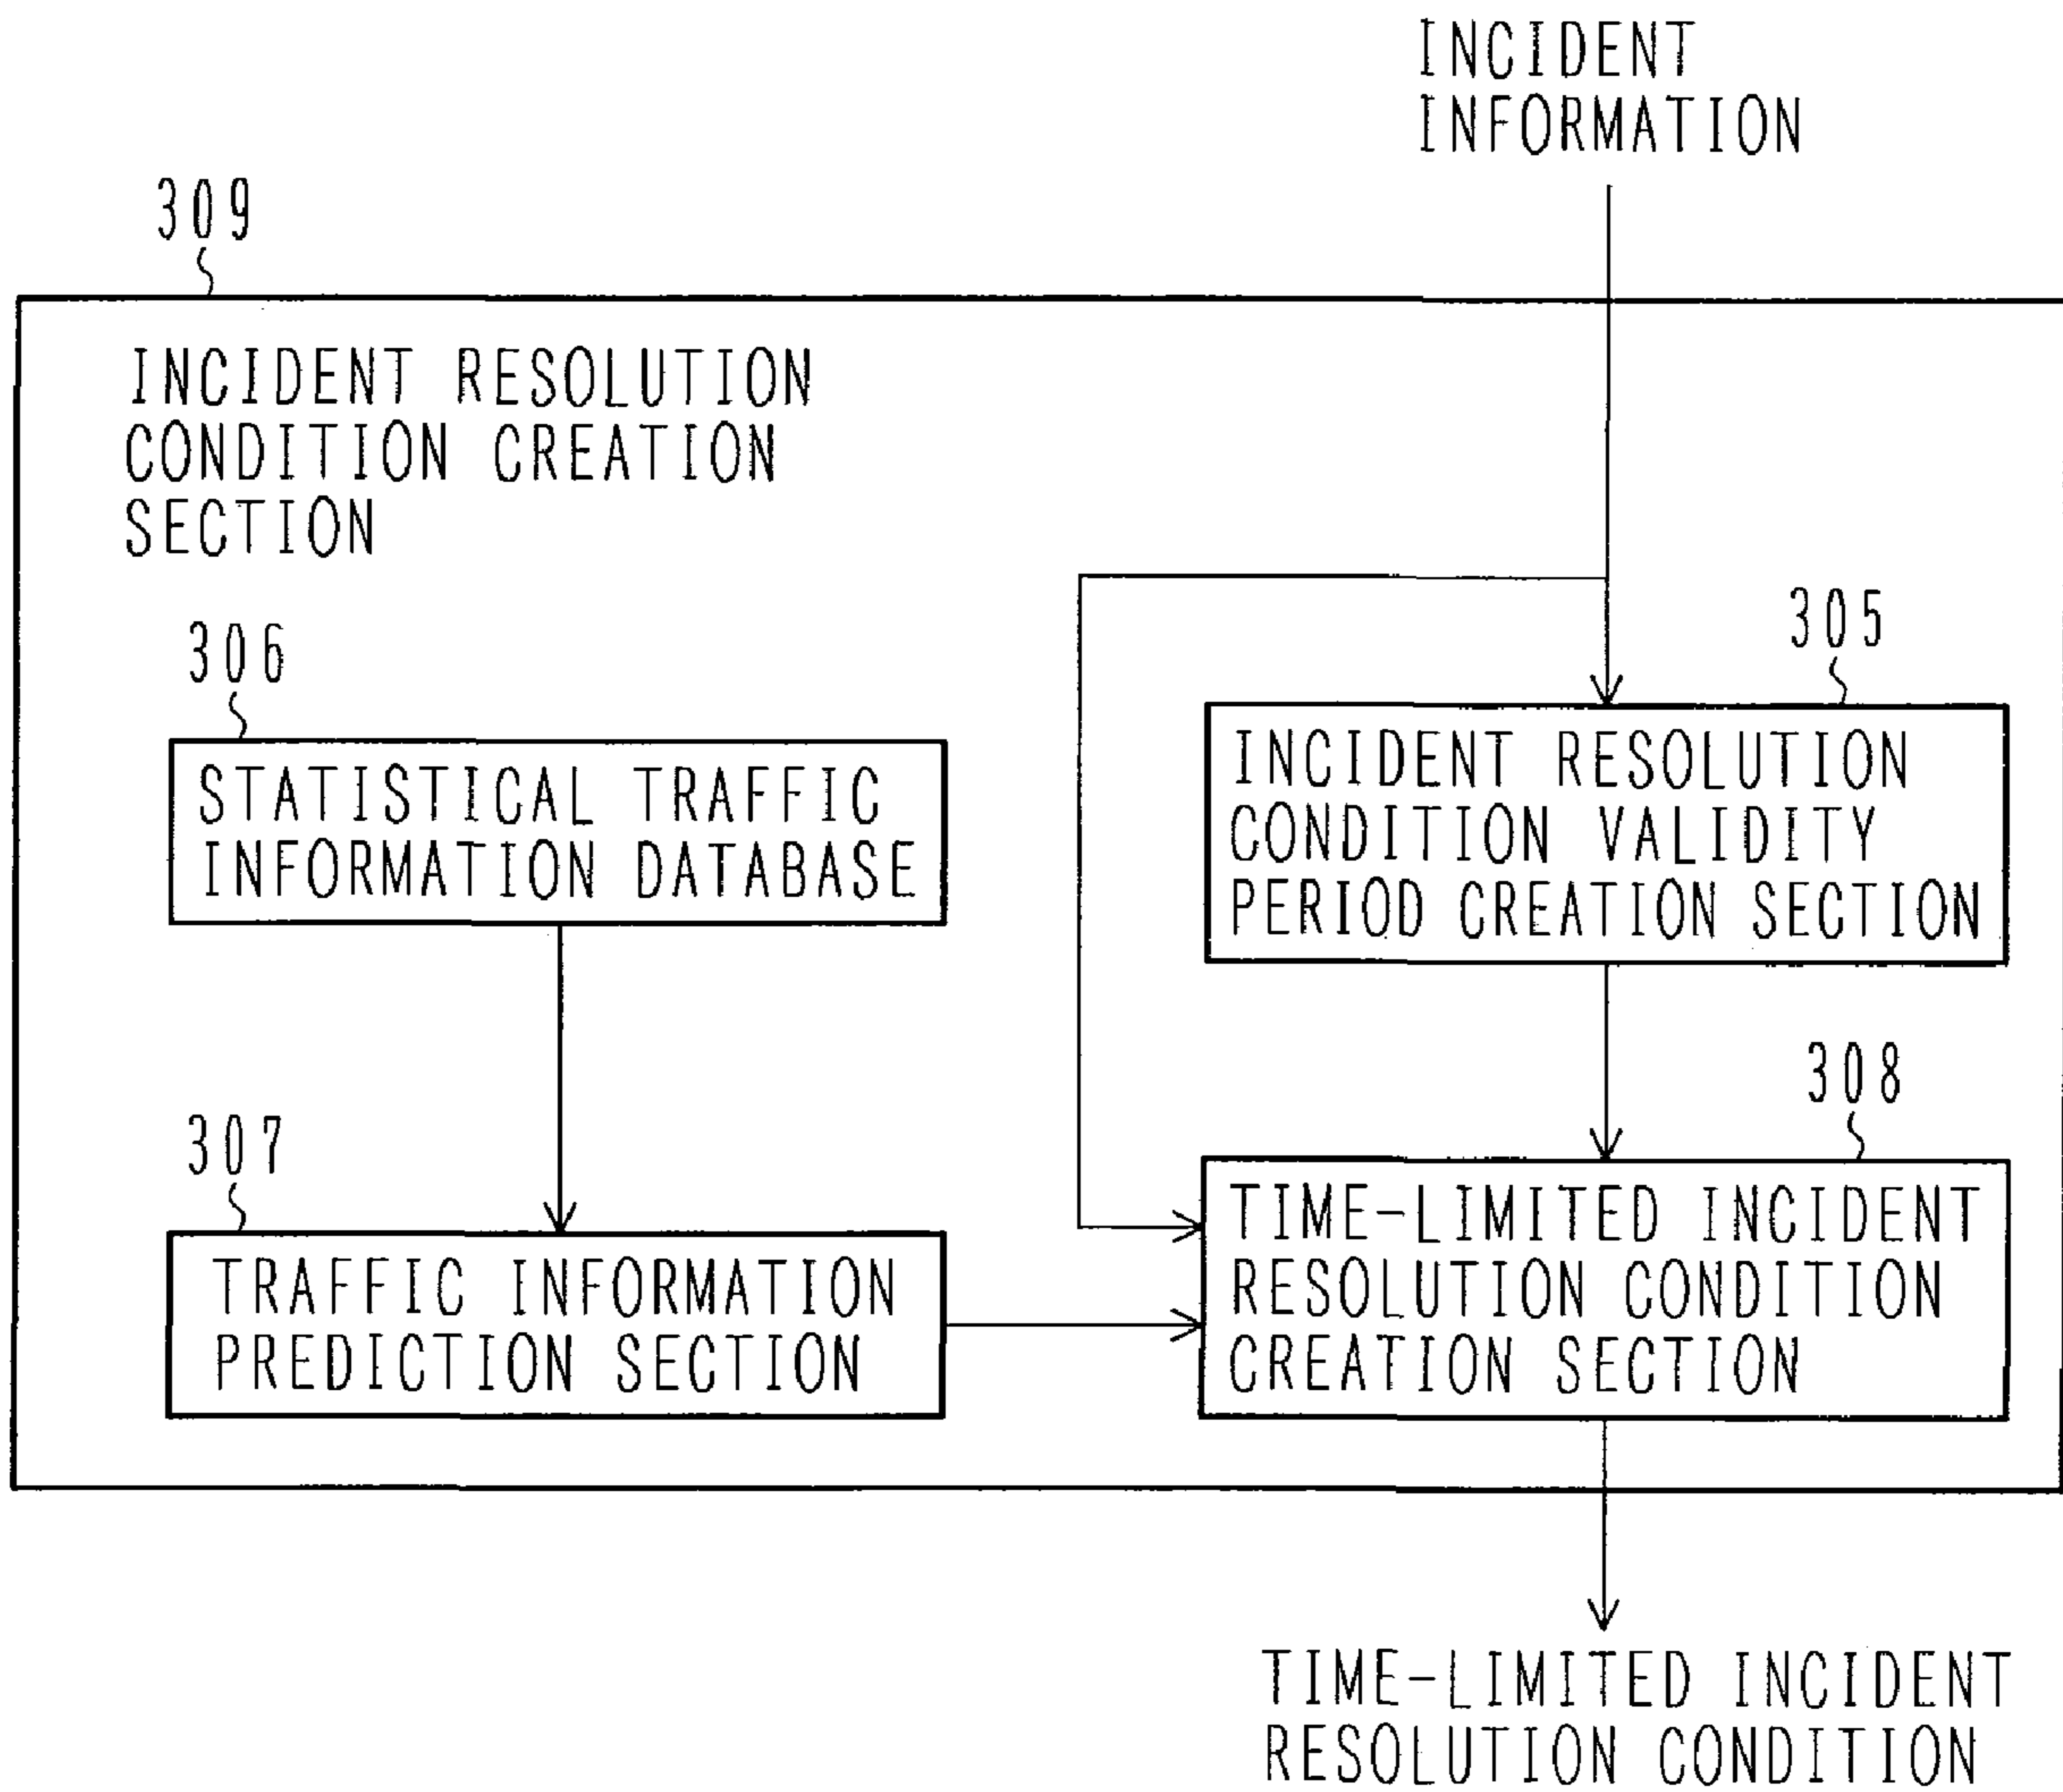 INCIDENT
INFORMATION
309
INCIDENT RESOLUTION
CONDITION CREATION
SECTION
306
STATISTICAL TRAFFIC
INFORMATION DATABASE
305
INCIDENT RESOLUTION
CONDITION VALIDITY
PERIOD CREATION SECTION
307
TRAFFIC INFORMATION
PREDICTION SECTION
308
TIME-LIMITED INCIDENT
RESOLUTION CONDITION
CREATION SECTION
TIME-LIMITED INCIDENT
RESOLUTION CONDITION